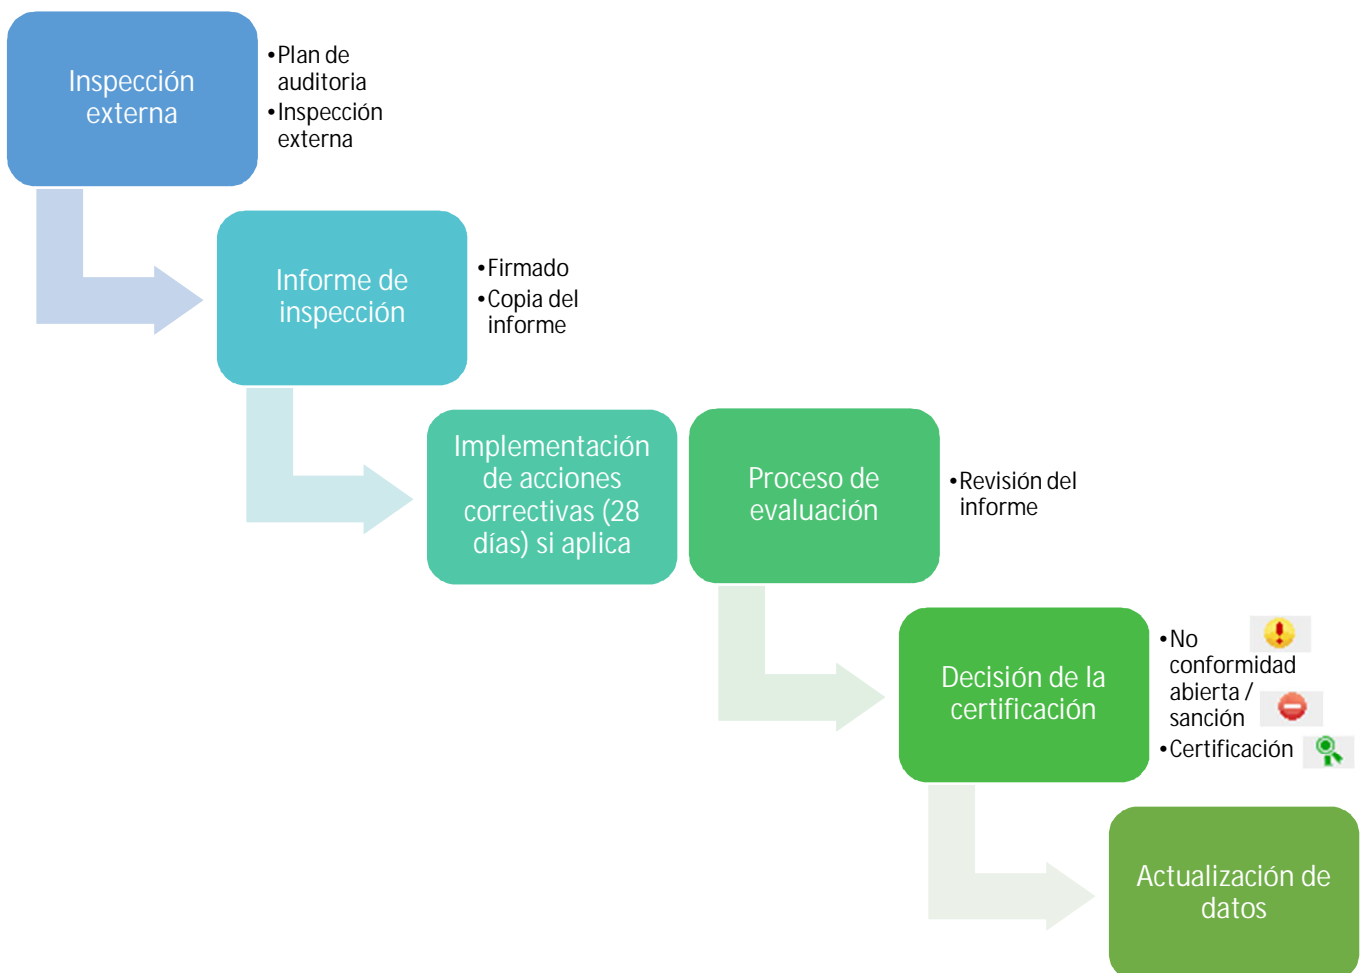 Inspección
externa
•Plan de
auditoria
•Inspección
externa
Informe de
inspección
•Firmado
•Copia del
informe
Implementación
de acciones
correctivas (28
días) si aplica
Proceso de
evaluación
•Revisión del
informe
Decisión de la
certificación
•No
conformidad
abierta /
sanción
•Certificación
Actualización de
datos